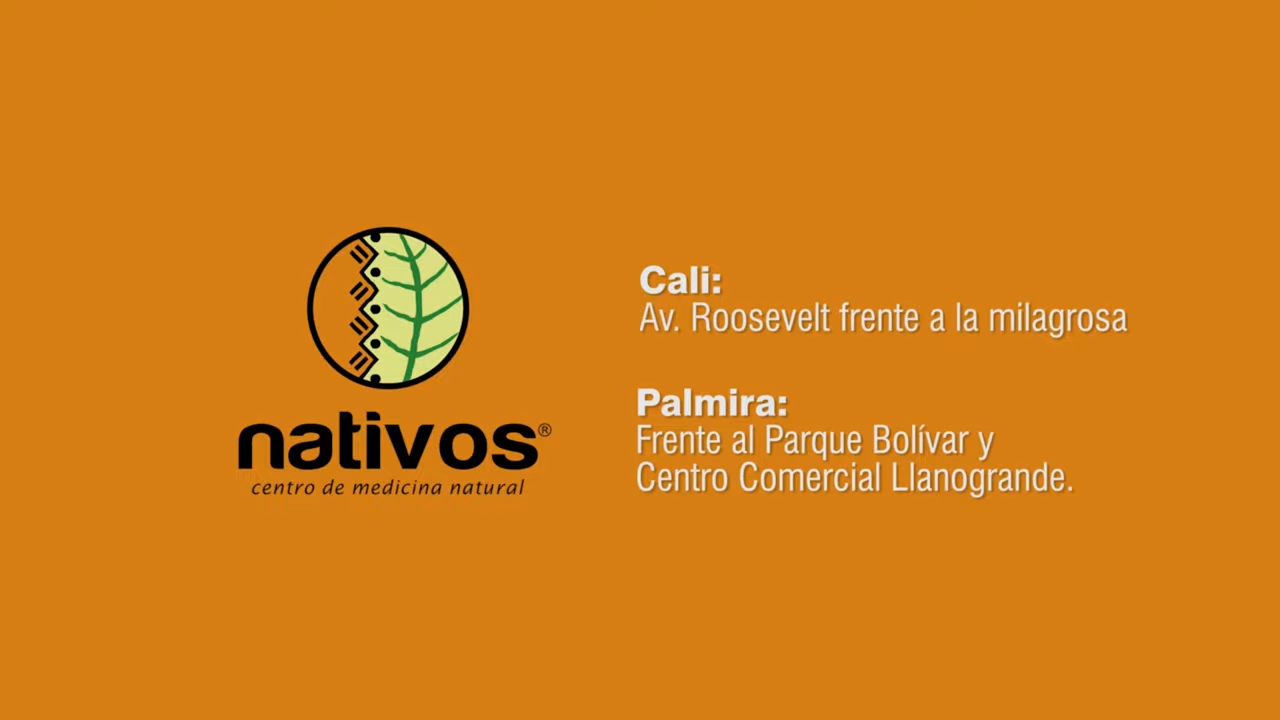 nativos®
centro de medicina natural
Cali:
Av. Roosevelt frente a la milagrosa
Palmira:
Frente al Parque Bolívar y
Centro Comercial Llanogrande.